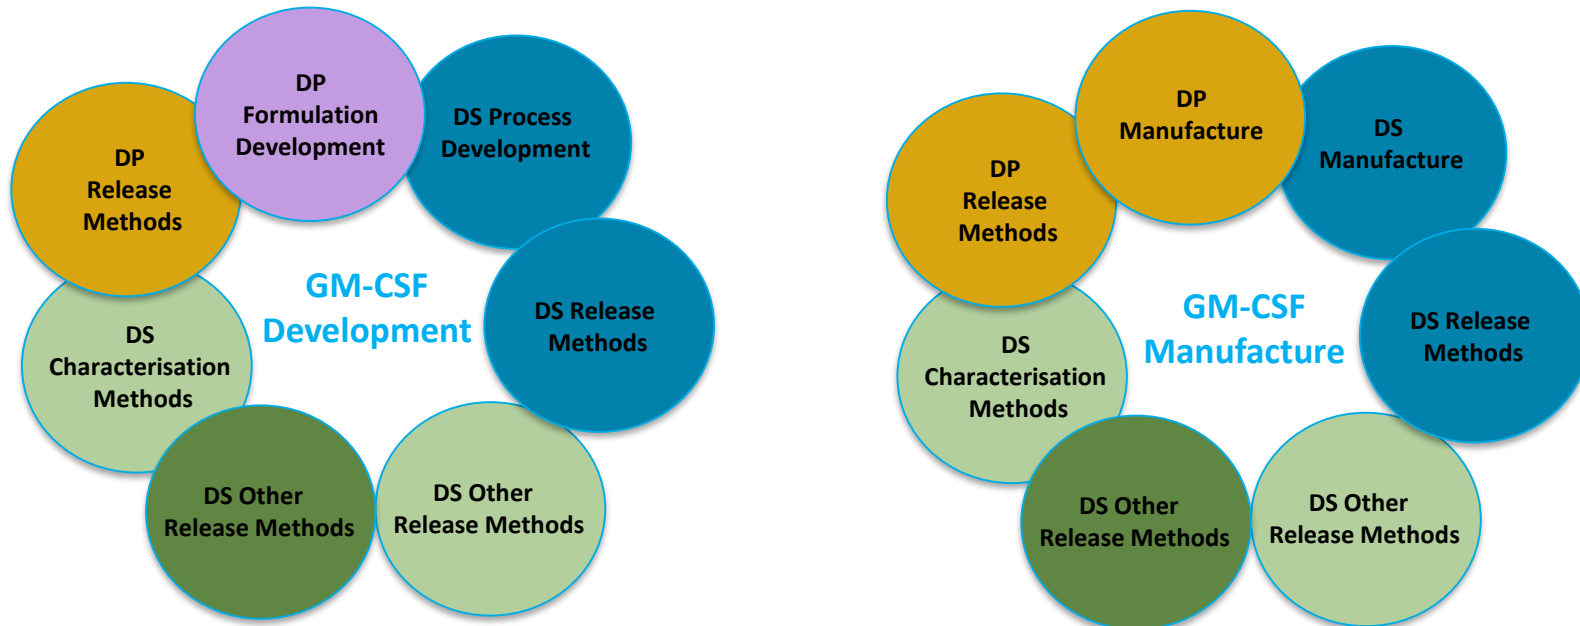 DP
Formulation
Development
DS Process
Development
DS Release
Methods
DS Other
Release Methods
DS Other
Release Methods
DS
Characterisation
Methods
DP
Release
Methods
GM-CSF
Development
DP
Manufacture
DS
Manufacture
DS Release
Methods
DS Other
Release Methods
DS Other
Release Methods
DS
Characterisation
Methods
DP
Release
Methods
GM-CSF
Manufacture